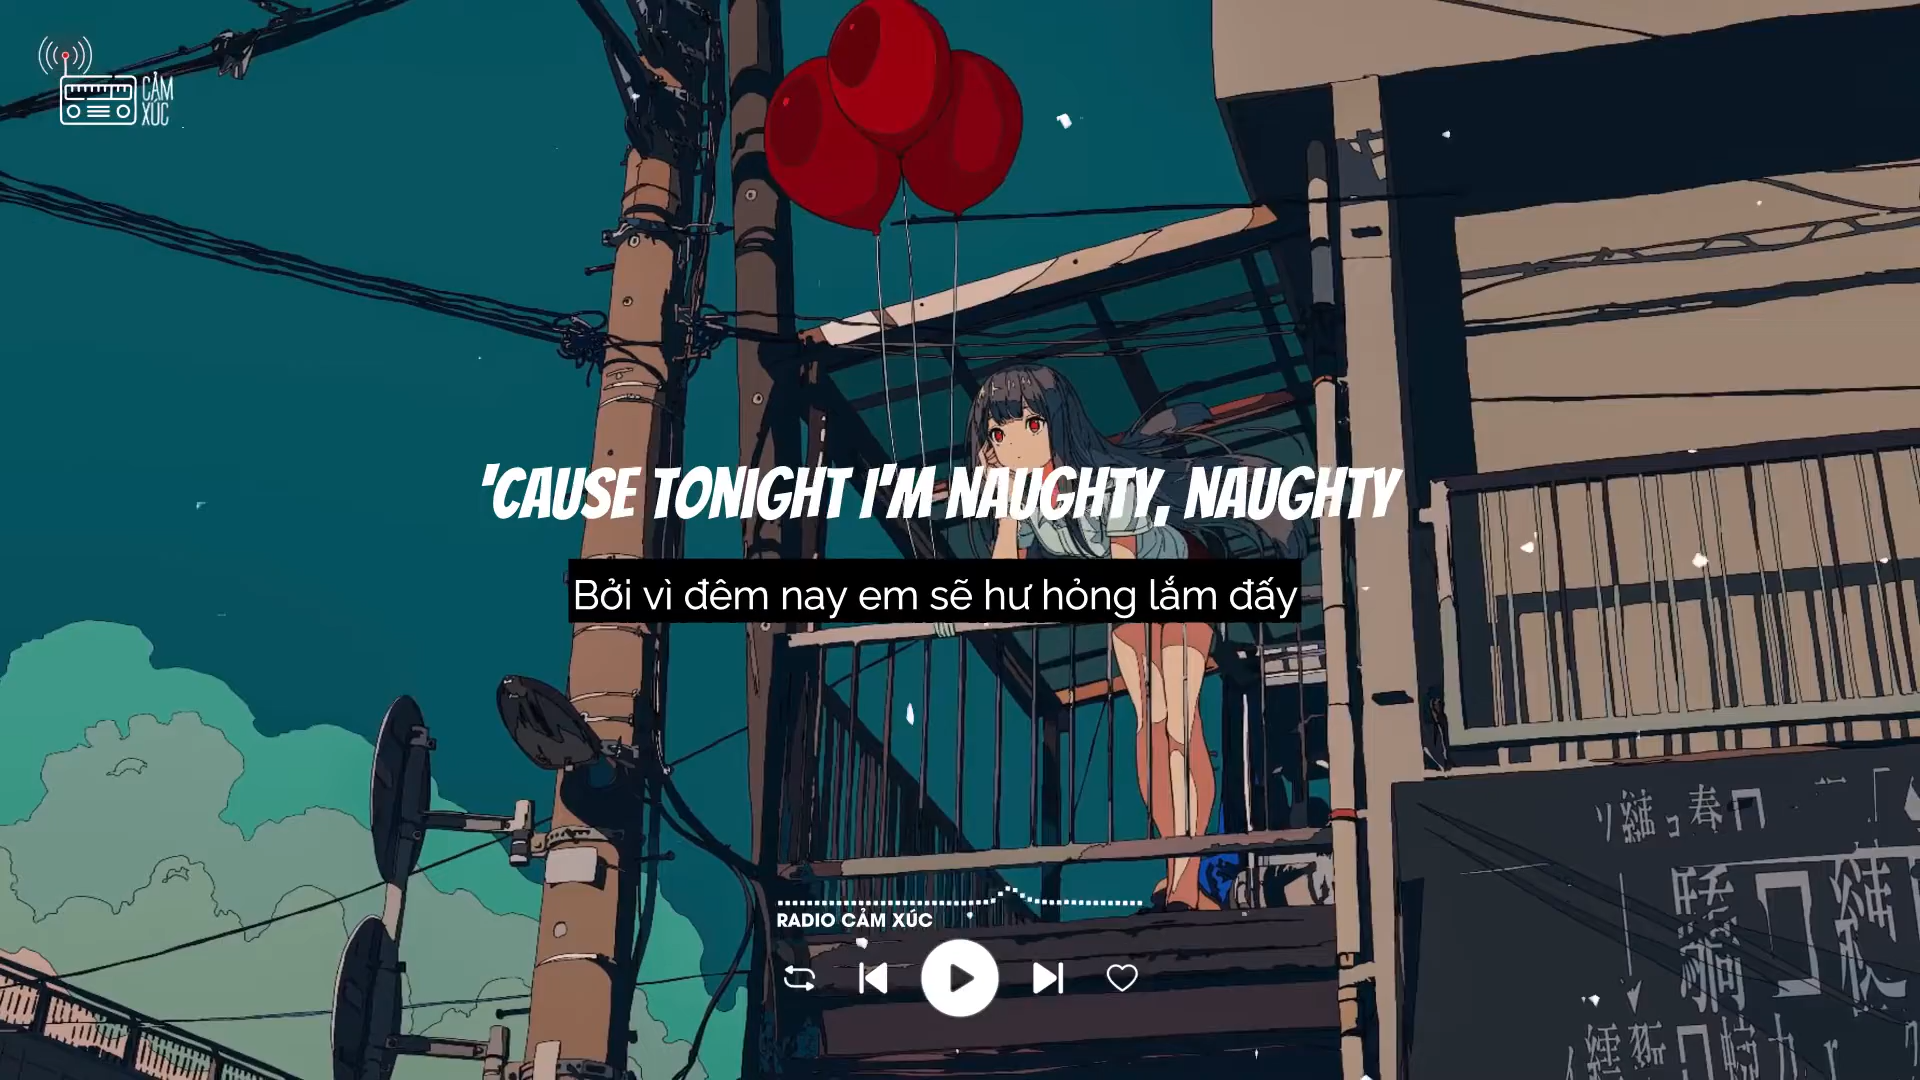 CẢM
XÚC
'CAUSE TONIGHT I'M NAUGHTY, NAUGHTY
Bởi vì đêm nay em sẽ hư hỏng lắm đấy
RADIO CẢM XÚC